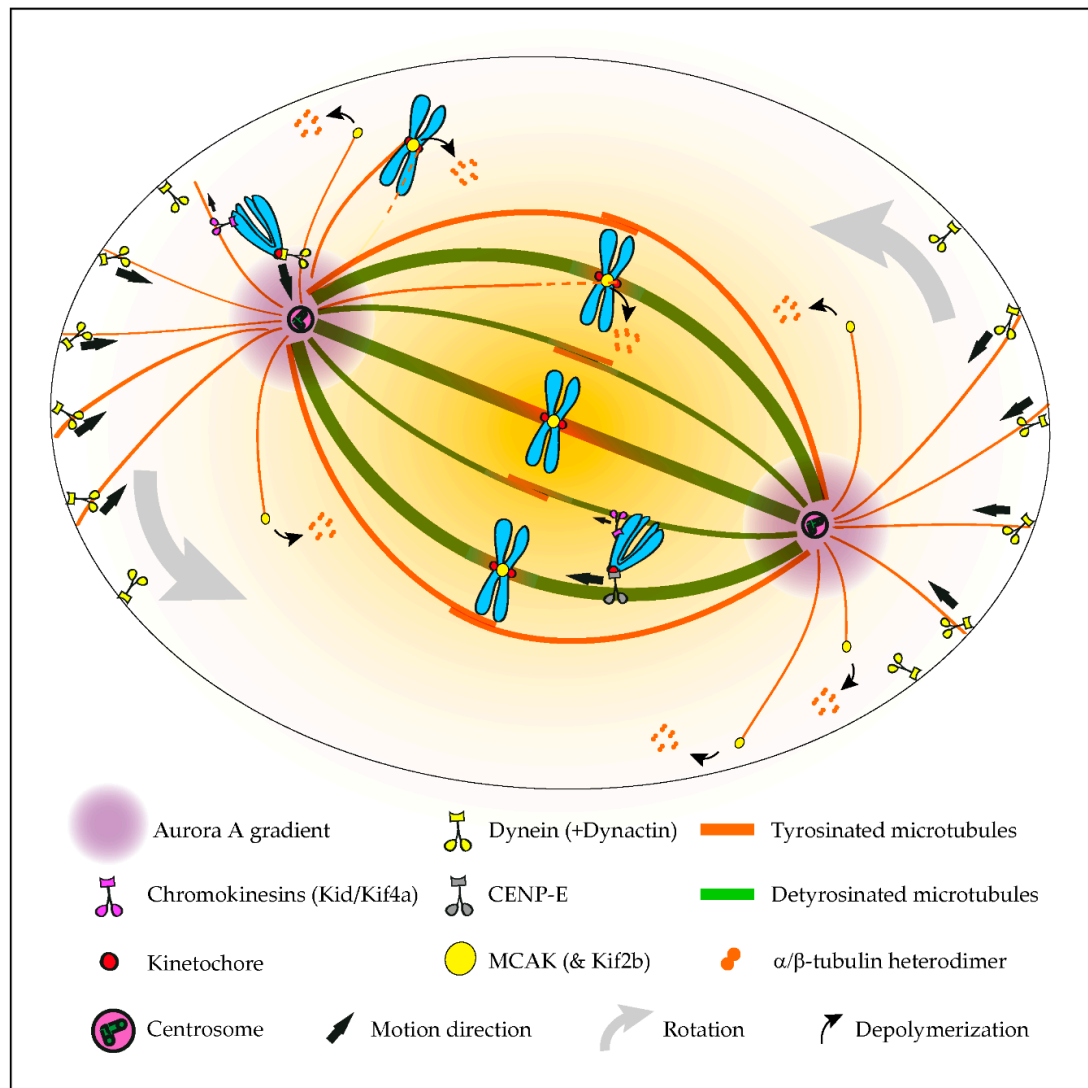 Aurora A gradient
Dynein (+Dynactin)
Tyrosinated microtubules
Chromokinesins (Kid/Kif4a)
CENP-E
Detyrosinated microtubules
Kinetochore
MCAK (& Kif2b)
α/β-tubulin heterodimer
Centrosome
Motion direction
Rotation
Depolymerization